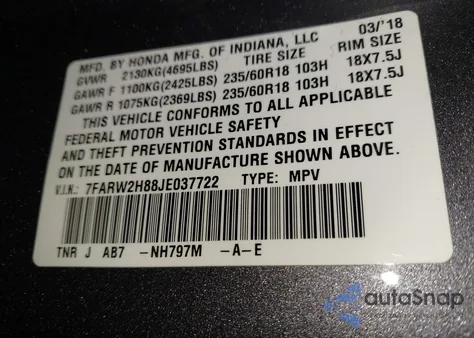 MFD. BY HONDA MFG. OF INDIANA, LLC 03/'18
GVWR 2130KG(4695LBS) TIRE SIZE RIM SIZE
GAWR F 1100KG(2425LBS) 235/60R18 103H 18X7.5J
GAWR R 1075KG(2369LBS) 235/60R18 103H 18X7.5J
THIS VEHICLE CONFORMS TO ALL APPLICABLE
FEDERAL MOTOR VEHICLE SAFETY
AND THEFT PREVENTION STANDARDS IN EFFECT
ON THE DATE OF MANUFACTURE SHOWN ABOVE.
V.I.N.: 7FARW2H88JE037722 TYPE: MPV
TNR J AB7 -NH797M -A-E
autoSnap